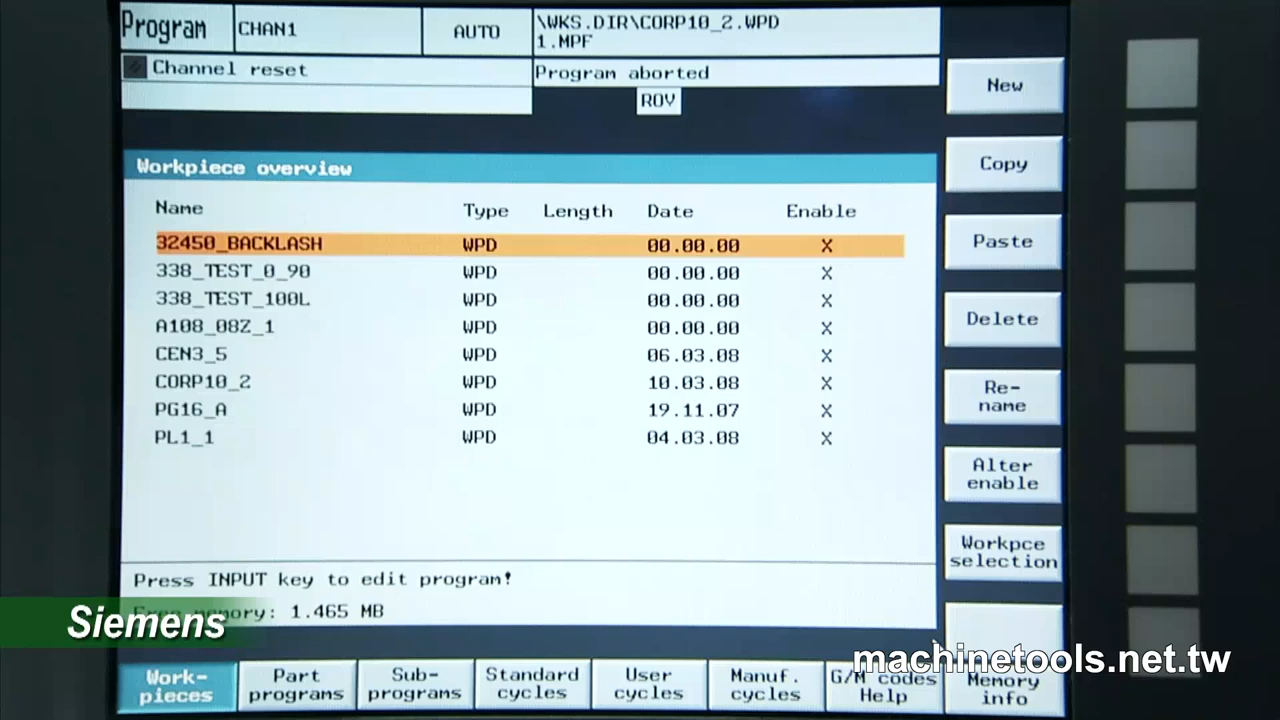 Program CHAN1 AUTO \WKS.DIR\CORP10_2.WPD
1.MPF
Channel reset Program aborted
ROV
Workpiece overview
Name Type Length Date Enable
32450_BACKLASH WPD 00.00.00 X
338_TEST_0_90 WPD 00.00.00 X
338_TEST_100L WPD 00.00.00 X
A108_08Z_1 WPD 00.00.00 X
CEN3_5 WPD 06.03.08 X
CORP10_2 WPD 10.03.08 X
PG16_A WPD 19.11.07 X
PL1_1 WPD 04.03.08 X
Press INPUT key to edit program!
Free memory: 1.465 MB
New
Copy
Paste
Delete
Re-
name
Alter
enable
Workpce
selection
Memory
info
Work-
pieces
Part
programs
Sub-
programs
Standard
cycles
User
cycles
Manuf.
cycles
G/M codes
Help
Siemens
machinetools.net.tw